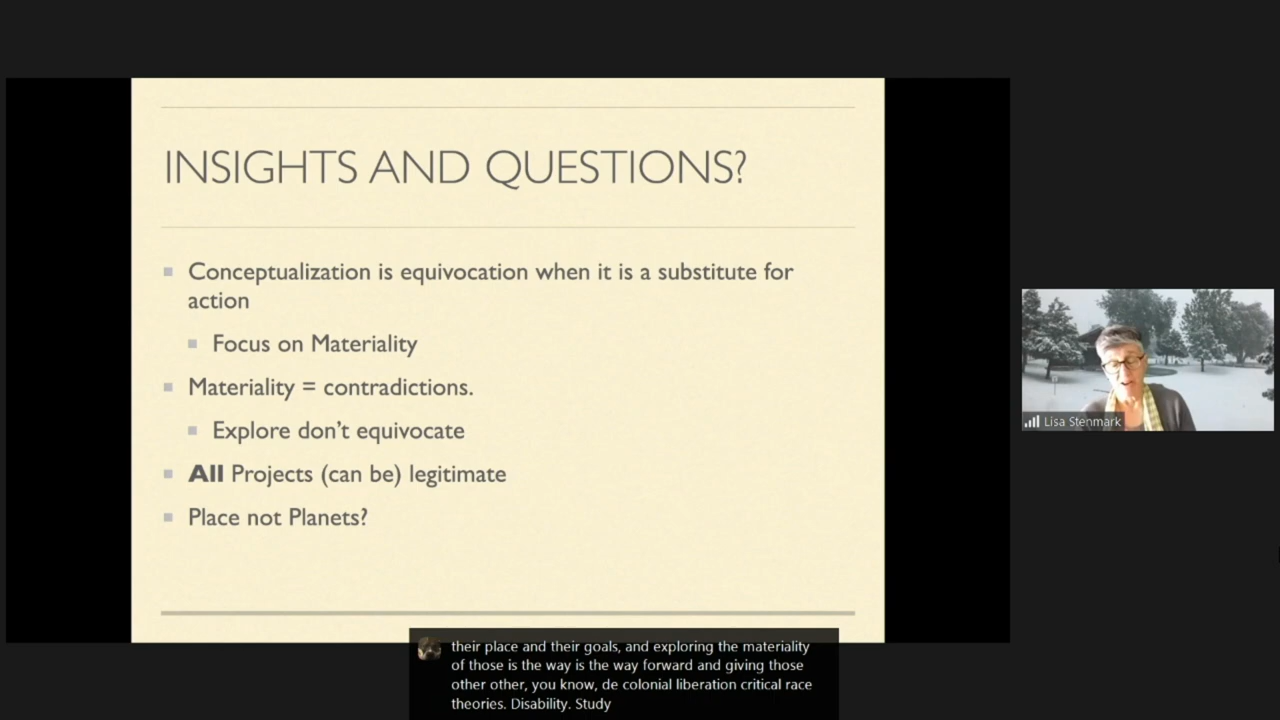 INSIGHTS AND QUESTIONS?
Conceptualization is equivocation when it is a substitute for
action
Focus on Materiality
Materiality = contradictions.
Explore don't equivocate
All Projects (can be) legitimate
Place not Planets?
Lisa Stenmark
their place and their goals, and exploring the materiality
of those is the way is the way forward and giving those
other other, you know, de colonial liberation critical race
theories. Disability. Study